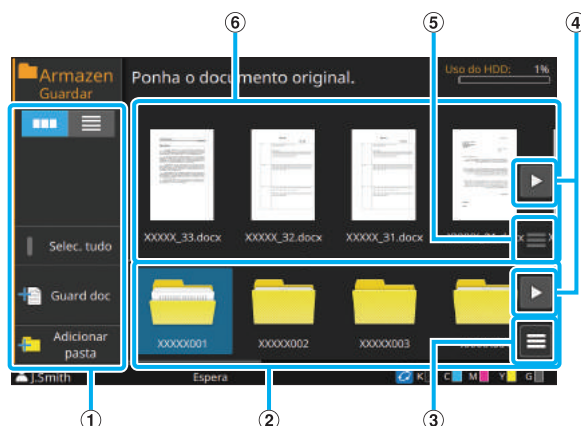 ⑥ ⑤ ④
Armazen
Guardar
Ponha o documento original.
Uso do HDD: 1%
XXXXX_33.docx XXXXX_32.docx XXXXX_31.docx
Selec. tudo
Guard doc
Adicionar
pasta
XXXXX001 XXXXX002 XXXXX003
J.Smith Espera K C M Y G
① ② ③